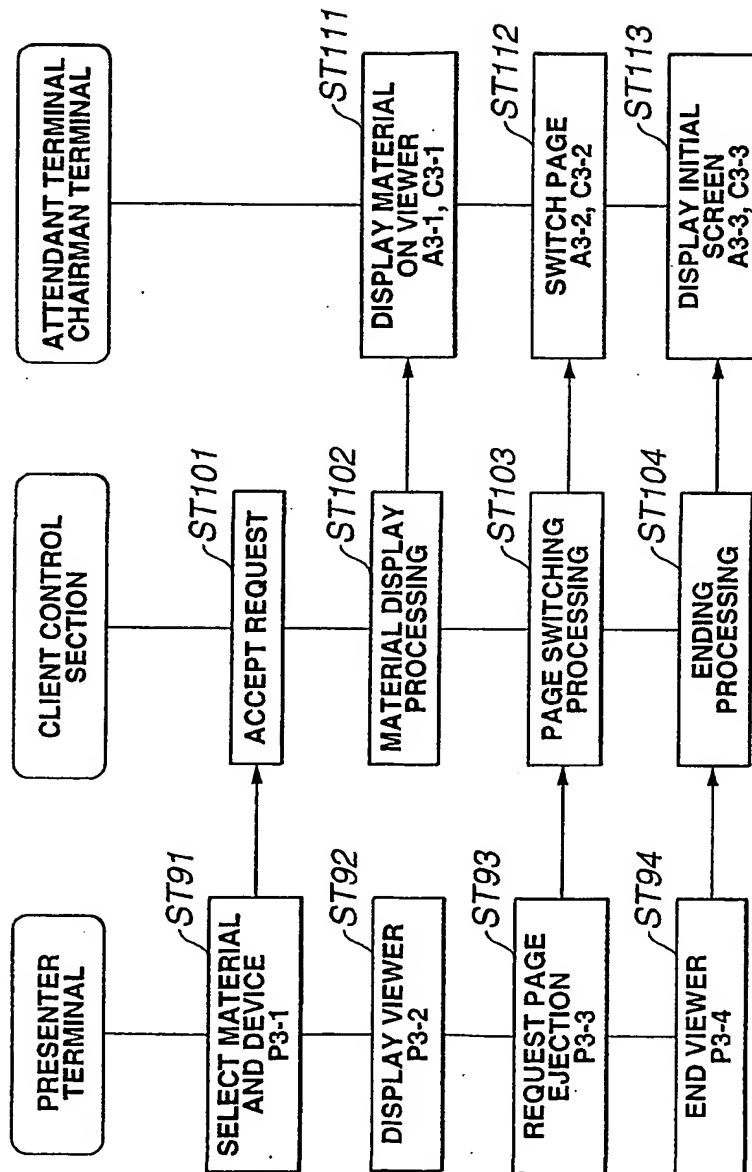 PRESENTER
TERMINAL
CLIENT CONTROL
SECTION
ATTENDANT TERMINAL
CHAIRMAN TERMINAL
ST91
SELECT MATERIAL
AND DEVICE
P3-1
ST101
ACCEPT REQUEST
ST92
DISPLAY VIEWER
P3-2
ST102
MATERIAL DISPLAY
PROCESSING
ST111
DISPLAY MATERIAL
ON VIEWER
A3-1, C3-1
ST93
REQUEST PAGE
EJECTION
P3-3
ST103
PAGE SWITCHING
PROCESSING
ST112
SWITCH PAGE
A3-2, C3-2
ST94
END VIEWER
P3-4
ST104
ENDING
PROCESSING
ST113
DISPLAY INITIAL
SCREEN
A3-3, C3-3